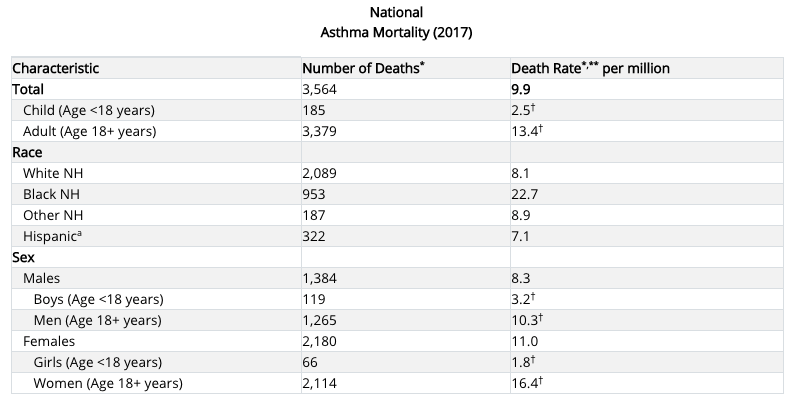 National
Asthma Mortality (2017)
Characteristic Number of Deaths* Death Rate*,** per million
Total 3,564 9.9
Child (Age <18 years) 185 2.5†
Adult (Age 18+ years) 3,379 13.4†
Race
White NH 2,089 8.1
Black NH 953 22.7
Other NH 187 8.9
Hispanicª 322 7.1
Sex
Males 1,384 8.3
Boys (Age <18 years) 119 3.2†
Men (Age 18+ years) 1,265 10.3†
Females 2,180 11.0
Girls (Age <18 years) 66 1.8†
Women (Age 18+ years) 2,114 16.4†